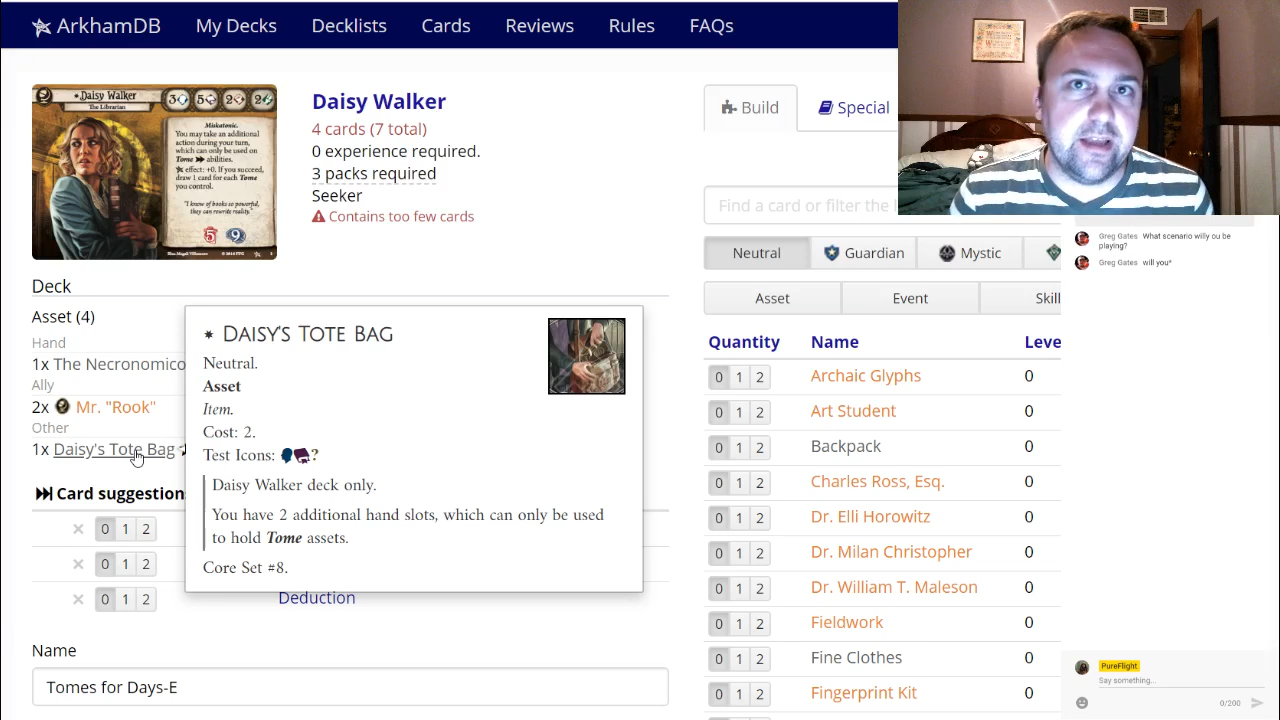 ArkhamDB My Decks Decklists Cards Reviews Rules FAQs
Daisy Walker
The Librarian
3 5 2 2
Miskatonic.
You may take an additional
action during your turn,
which can only be used on
Tome abilities.
effect: +0. If you succeed,
draw 1 card for each Tome
you control.
"I know of books so powerful,
they can rewrite reality."
5 9
Daisy Walker
4 cards (7 total)
0 experience required.
3 packs required
Seeker
Contains too few cards
Deck
Asset (4)
Hand
1x The Necronomico
Ally
2x Mr. "Rook"
Other
1x Daisy's Tote Bag
Card suggestion
× 0 1 2
× 0 1 2
× 0 1 2 Deduction
DAISY'S TOTE BAG
Neutral.
Asset
Item.
Cost: 2.
Test Icons: ?
Daisy Walker deck only.
You have 2 additional hand slots, which can only be used
to hold Tome assets.
Core Set #8.
Name
Tomes for Days-E
Build Special
Find a card or filter the l
Neutral Guardian Mystic
Asset Event Skill
Quantity Name Leve
0 1 2 Archaic Glyphs 0
0 1 2 Art Student 0
0 1 2 Backpack 0
0 1 2 Charles Ross, Esq. 0
0 1 2 Dr. Elli Horowitz 0
0 1 2 Dr. Milan Christopher 0
0 1 2 Dr. William T. Maleson 0
0 1 2 Fieldwork 0
0 1 2 Fine Clothes 0
0 1 2 Fingerprint Kit 0
Greg Gates What scenario willy ou be
playing?
Greg Gates will you*
PureFlight
Say something...
0/200